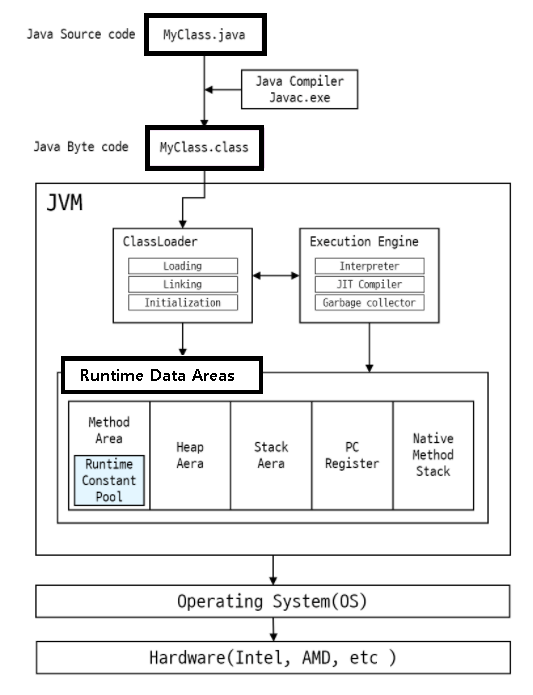 Java Source code
MyClass.java
Java Compiler
Javac.exe
Java Byte code
MyClass.class
JVM
ClassLoader
Loading
Linking
Initialization
Execution Engine
Interpreter
JIT Compiler
Garbage collector
Runtime Data Areas
Method
Area
Runtime
Constant
Pool
Heap
Aera
Stack
Aera
PC
Register
Native
Method
Stack
Operating System(OS)
Hardware(Intel, AMD, etc )